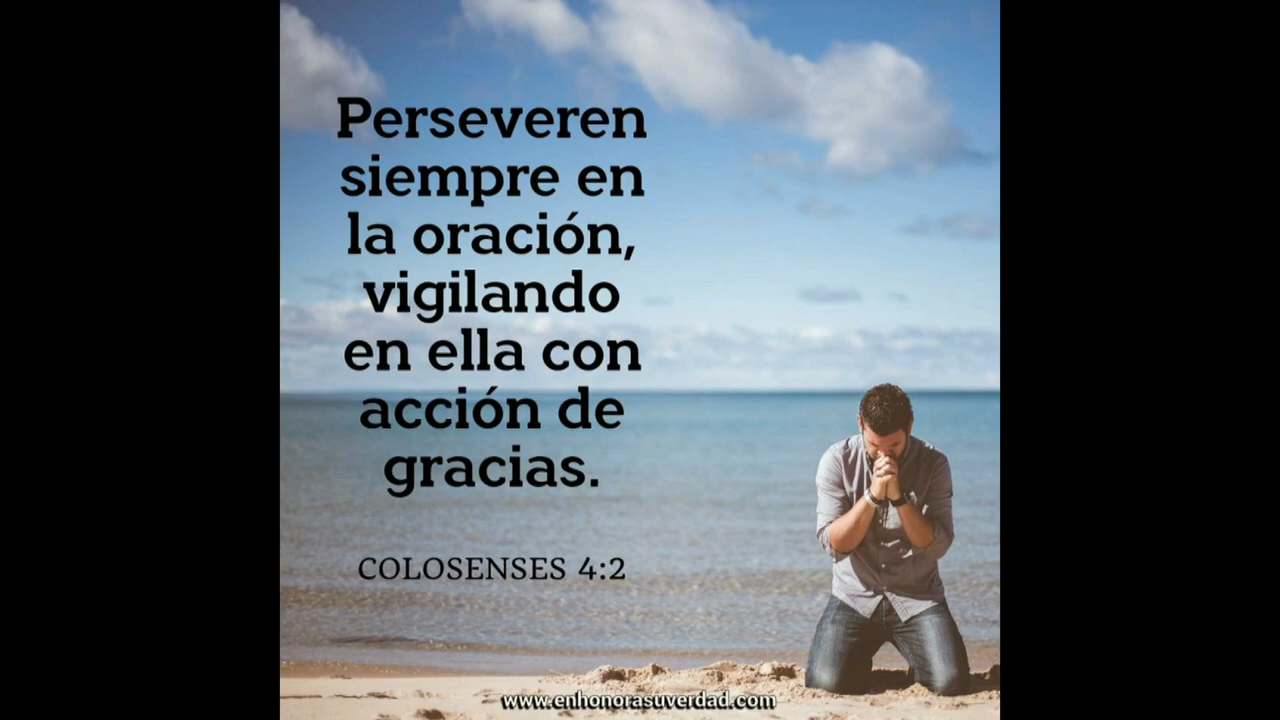 Perseveren
siempre en
la oración,
vigilando
en ella con
acción de
gracias.
COLOSENSES 4:2
www.enhonorasuverdad.com